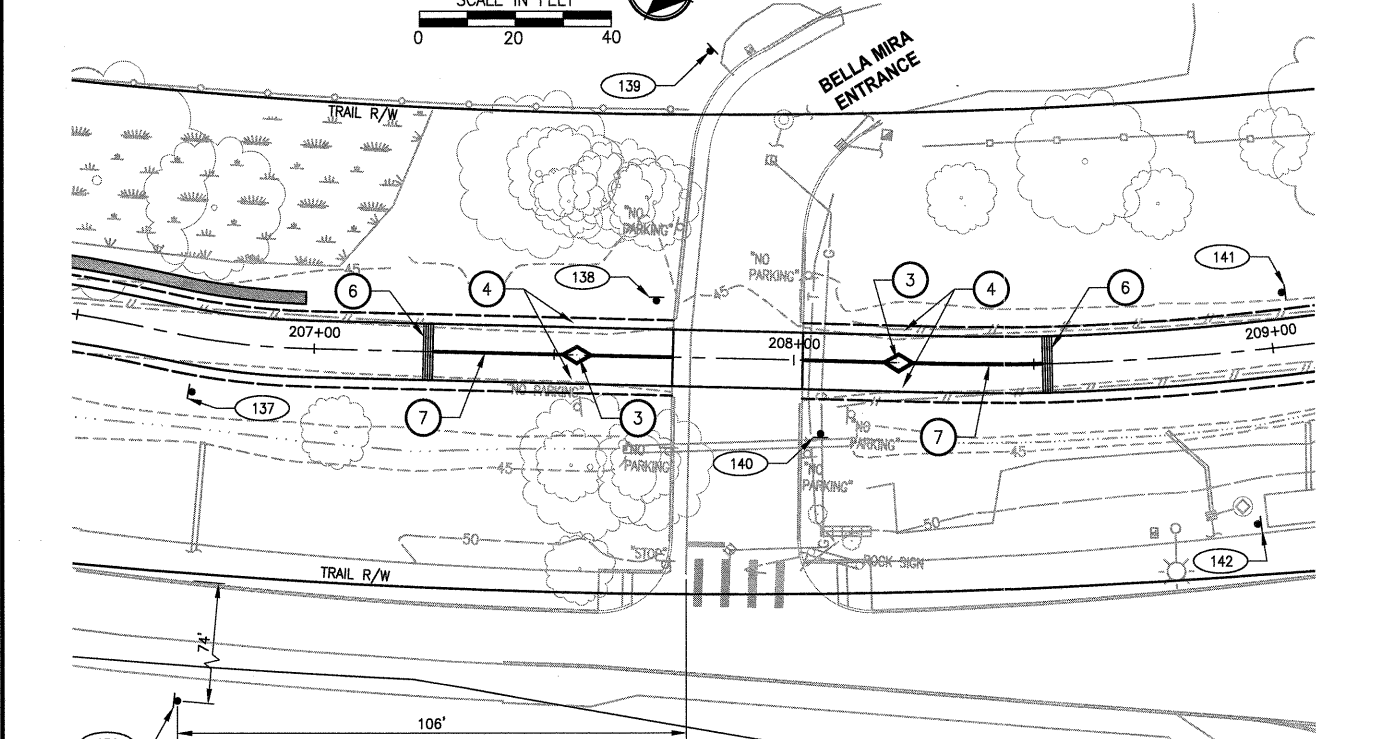 SCALE IN FEET
0 20 40
139
BELLA MIRA
ENTRANCE
TRAIL R/W
"NO
PARKING"
"NO
PARKING"
141
45
6
4
138
45
3
4
6
207+00
208+00
209+00
"NO PARKING"
137
7
3
7
"NO
PARKING"
G
T
G
140
"NO
PARKING"
"NO
PARKING"
45
45
50
50
"STOP"
G
ROCK SIGN
142
TRAIL R/W
74'
106'